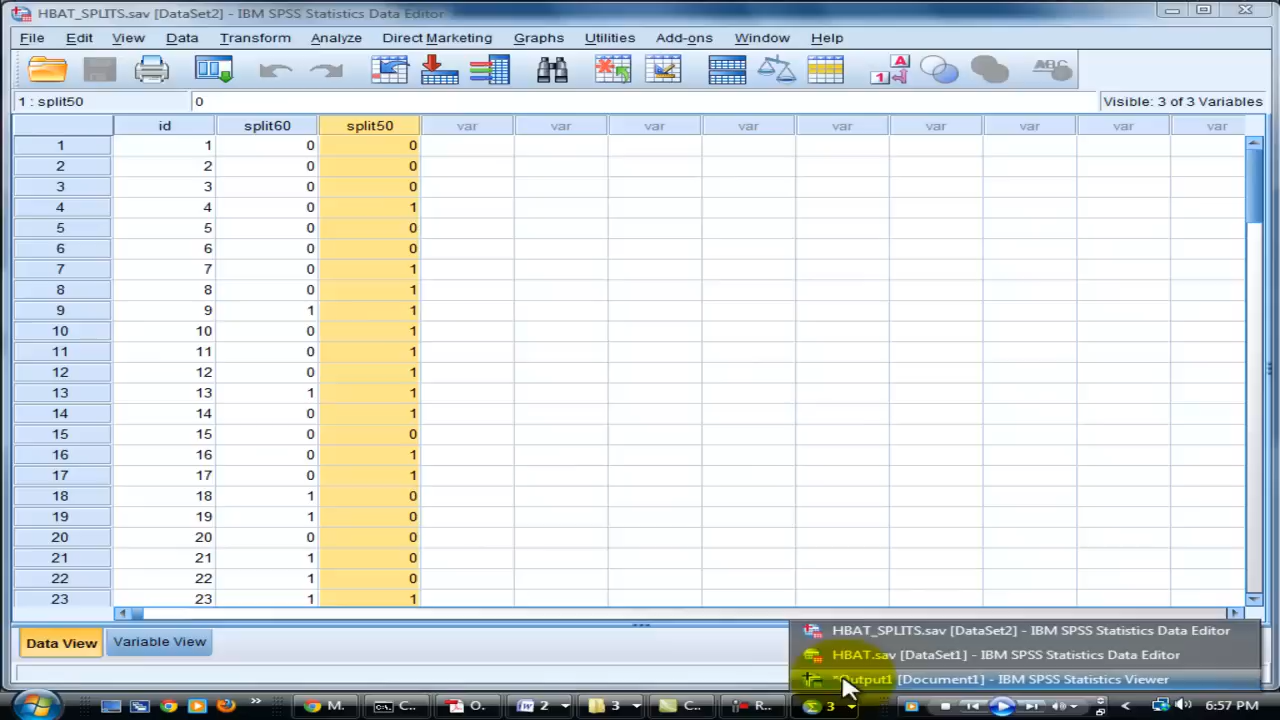 HBAT_SPLITS.sav [DataSet2] - IBM SPSS Statistics Data Editor
File Edit View Data Transform Analyze Direct Marketing Graphs Utilities Add-ons Window Help
1 : split50 0 Visible: 3 of 3 Variables
id split60 split50 var var var var var var var var var
1 1 0 0
2 2 0 0
3 3 0 0
4 4 0 1
5 5 0 0
6 6 0 0
7 7 0 1
8 8 0 1
9 9 1 1
10 10 0 1
11 11 0 1
12 12 0 1
13 13 1 1
14 14 0 1
15 15 0 0
16 16 0 1
17 17 0 1
18 18 1 0
19 19 1 0
20 20 0 0
21 21 1 0
22 22 1 0
23 23 1 1
Data View Variable View
HBAT_SPLITS.sav [DataSet2] - IBM SPSS Statistics Data Editor
HBAT.sav [DataSet1] - IBM SPSS Statistics Data Editor
*Output1 [Document1] - IBM SPSS Statistics Viewer
M... C... O... W 2 3 C... R... Σ 3 6:57 PM